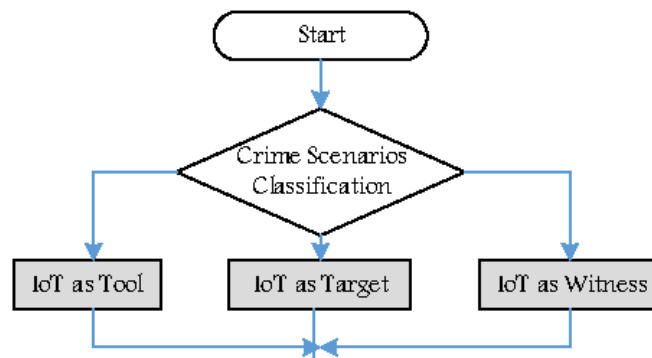 Start
Crime Scenarios
Classification
IoT as Tool
IoT as Target
IoT as Witness